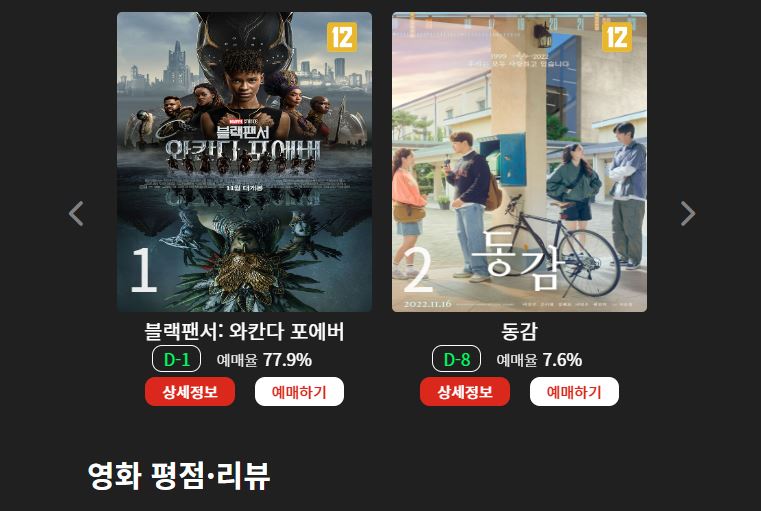 12
MARVEL STUDIOS
블랙팬서
와칸다 포에버
11월 대개봉
1
12
1999 2022
우리는 모두 사랑하고 있습니다
동감
2
2022.11.16
블랙팬서: 와칸다 포에버
동감
D-1 예매율 77.9%
D-8 예매율 7.6%
상세정보 예매하기
상세정보 예매하기
영화 평점·리뷰